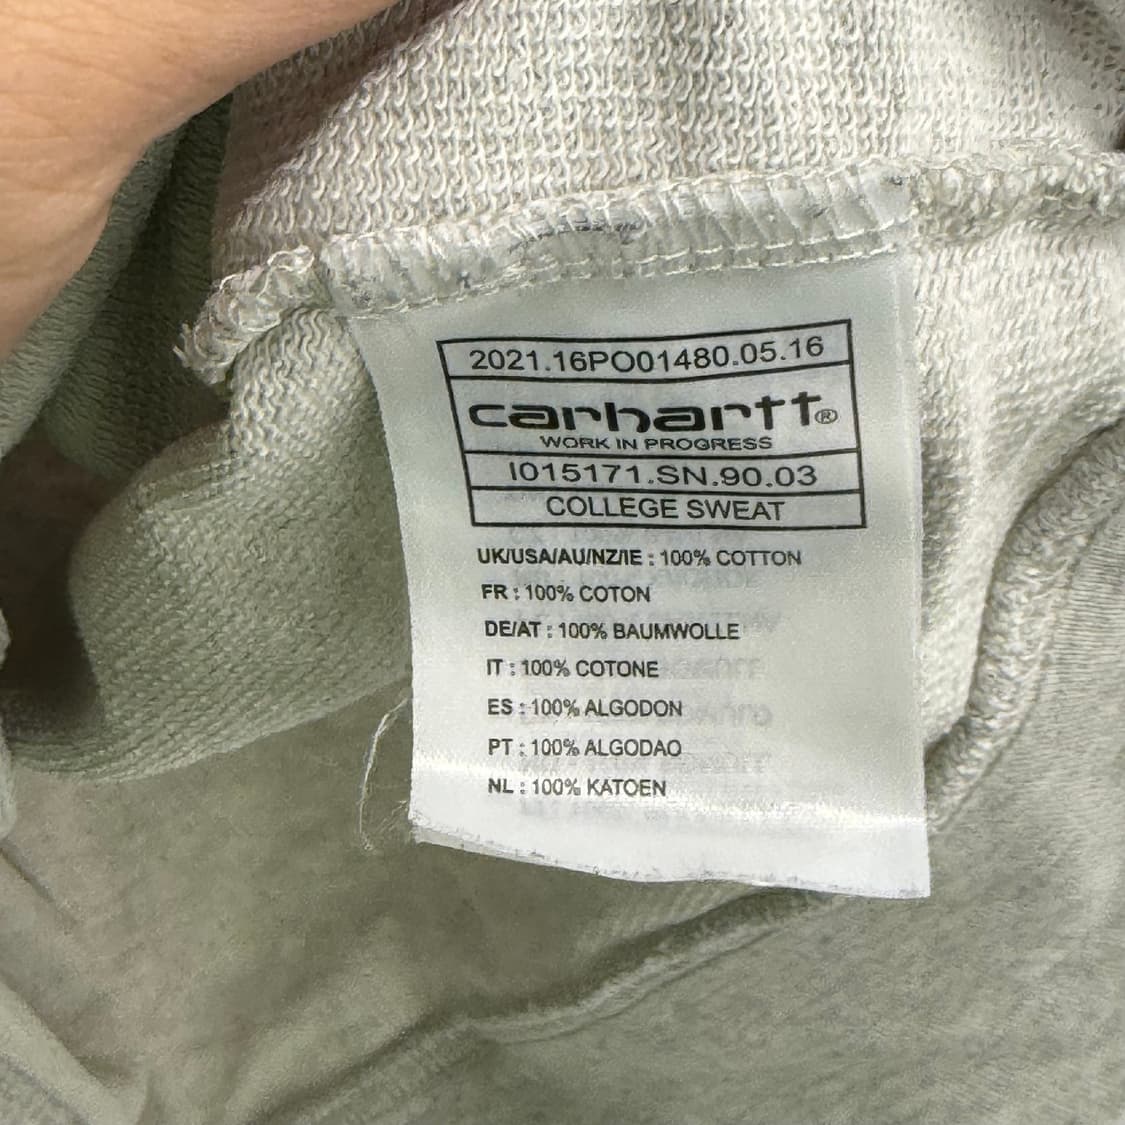 2021.16PO01480.05.16
carhartt®
WORK IN PROGRESS
I015171.SN.90.03
COLLEGE SWEAT
UK/USA/AU/NZ/IE : 100% COTTON
FR : 100% COTON
DE/AT : 100% BAUMWOLLE
IT : 100% COTONE
ES : 100% ALGODON
PT : 100% ALGODAO
NL : 100% KATOEN